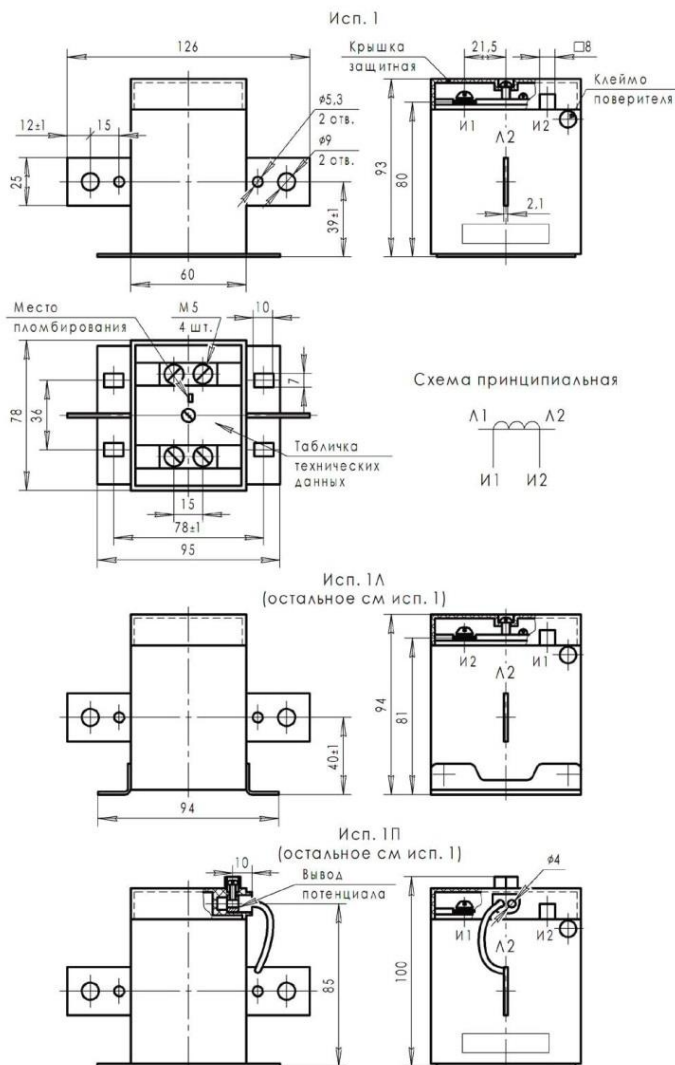 Исп. 1
126
Крышка
защитная
21,5
□8
Клеймо
поверителя
12±1
15
ø5,3
2 отв.
ø9
2 отв.
И1
И2
Л2
25
39±1
93
80
2,1
60
Место
пломбирования
М5
4 шт.
10
7
78
36
Схема принципиальная
Л1
Л2
И1
И2
Табличка
технических
данных
15
78±1
95
Исп. 1Л
(остальное см исп. 1)
И2
И1
Л2
94
81
40±1
94
Исп. 1П
(остальное см исп. 1)
10
Вывод
потенциала
ø4
И1
И2
Л2
85
100